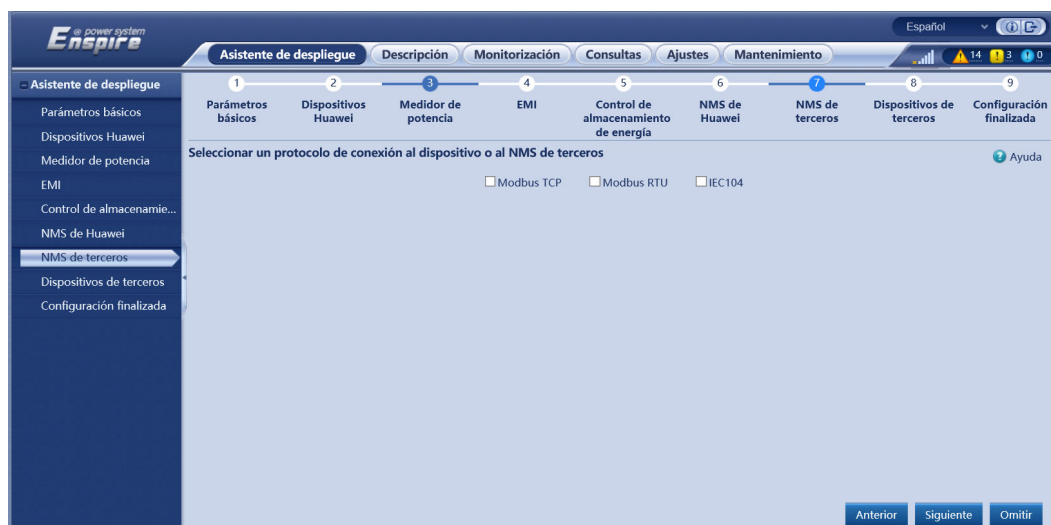 @ power system
Enspire
Español
Asistente de despliegue
Descripción
Monitorización
Consultas
Ajustes
Mantenimiento
14
3
0
Asistente de despliegue
Parámetros básicos
Dispositivos Huawei
Medidor de potencia
EMI
Control de almacenamie...
NMS de Huawei
NMS de terceros
Dispositivos de terceros
Configuración finalizada
1
2
3
4
5
6
7
8
9
Parámetros
básicos
Dispositivos
Huawei
Medidor de
potencia
EMI
Control de
almacenamiento
de energía
NMS de
Huawei
NMS de
terceros
Dispositivos de
terceros
Configuración
finalizada
Seleccionar un protocolo de conexión al dispositivo o al NMS de terceros
Ayuda
Modbus TCP
Modbus RTU
IEC104
Anterior
Siguiente
Omitir